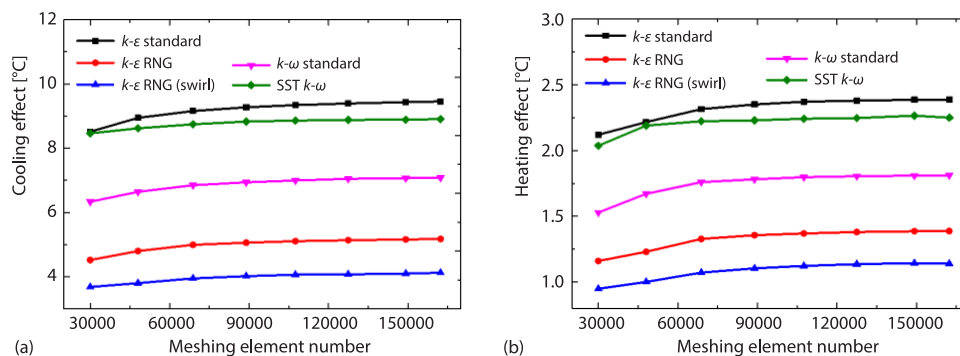 12
10
8
6
4
Cooling effect [°C]
k-ε standard
k-ε RNG
k-ε RNG (swirl)
k-ω standard
SST k-ω
30000 60000 90000 120000 150000
Meshing element number
(a)
3.0
2.5
2.0
1.5
1.0
Heating effect [°C]
k-ε standard
k-ε RNG
k-ε RNG (swirl)
k-ω standard
SST k-ω
30000 60000 90000 120000 150000
Meshing element number
(b)